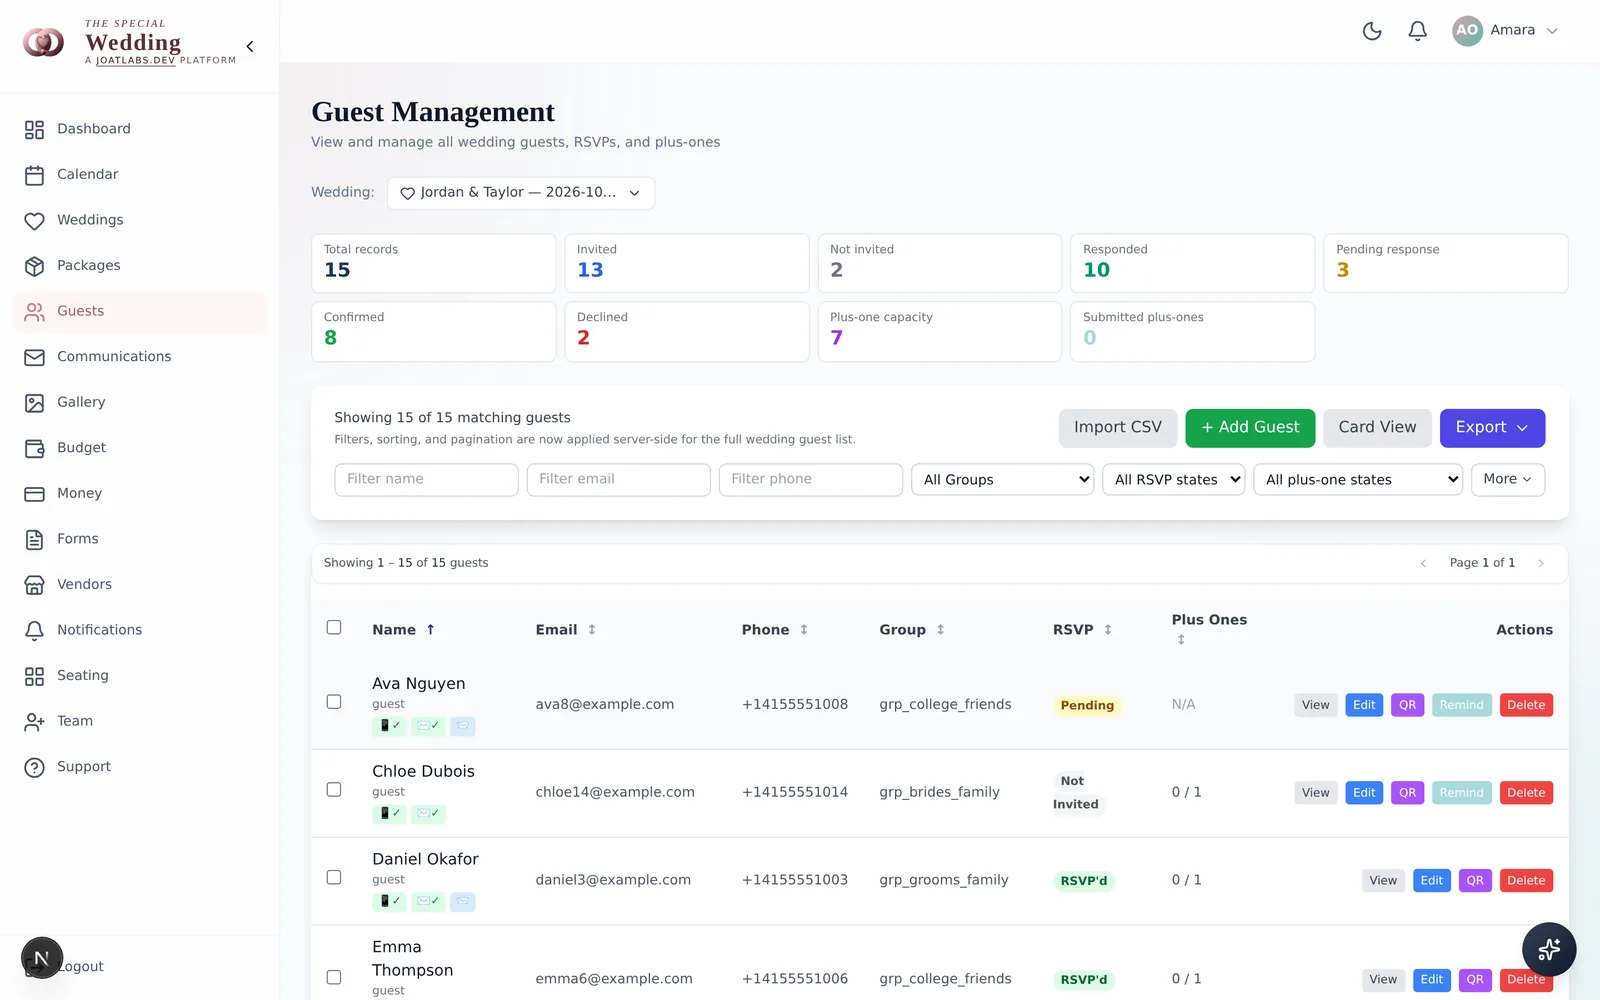 THE SPECIAL
Wedding
A JOATLABS.DEV PLATFORM
Dashboard
Calendar
Weddings
Packages
Guests
Communications
Gallery
Budget
Money
Forms
Vendors
Notifications
Seating
Team
Support
N
Logout
AO Amara
Guest Management
View and manage all wedding guests, RSVPs, and plus-ones
Wedding: Jordan & Taylor — 2026-10...
Total records Invited Not invited Responded Pending response
15 13 2 10 3
Confirmed Declined Plus-one capacity Submitted plus-ones
8 2 7 0
Showing 15 of 15 matching guests
Filters, sorting, and pagination are now applied server-side for the full wedding guest list.
Import CSV + Add Guest Card View Export
Filter name Filter email Filter phone All Groups All RSVP states All plus-one states More
Showing 1 – 15 of 15 guests Page 1 of 1
Name ↑ Email ↕ Phone ↕ Group ↕ RSVP ↕ Plus Ones ↕ Actions
Ava Nguyen
guest
ava8@example.com +14155551008 grp_college_friends Pending N/A View Edit QR Remind Delete
Chloe Dubois
guest
chloe14@example.com +14155551014 grp_brides_family Not Invited 0 / 1 View Edit QR Remind Delete
Daniel Okafor
guest
daniel3@example.com +14155551003 grp_grooms_family RSVP'd 0 / 1 View Edit QR Delete
Emma
Thompson
guest
emma6@example.com +14155551006 grp_college_friends RSVP'd 0 / 1 View Edit QR Delete